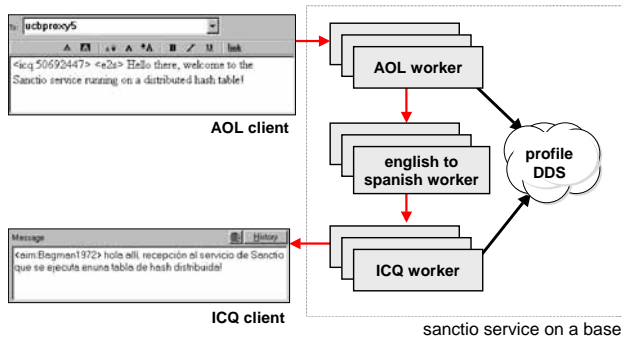 To: ucbproxy5
A A A A A B I U link
<icq:50692447> <e2s> Hello there, welcome to the
Sanctio service running on a distributed hash table!
AOL client
AOL worker
english to
spanish worker
profile
DDS
ICQ worker
Message
History
<aim:Bagman1972> hola allí, recepción al servicio de Sanctio
que se ejecuta enuna tabla de hash distribuida!
ICQ client
sanctio service on a base